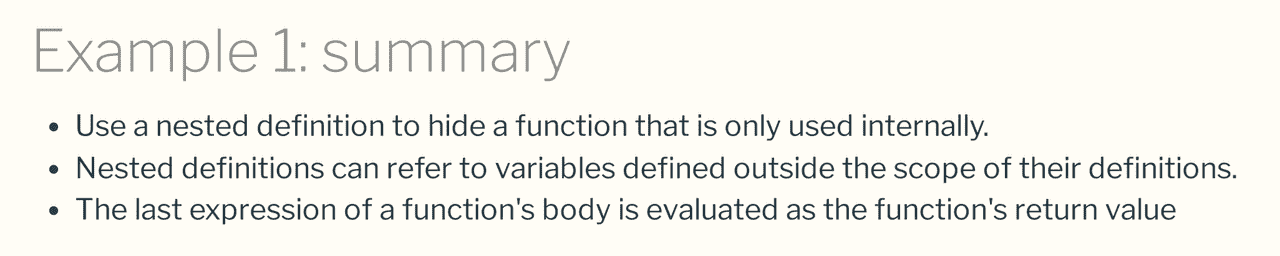 Example 1: summary
• Use a nested definition to hide a function that is only used internally.
• Nested definitions can refer to variables defined outside the scope of their definitions.
• The last expression of a function's body is evaluated as the function's return value